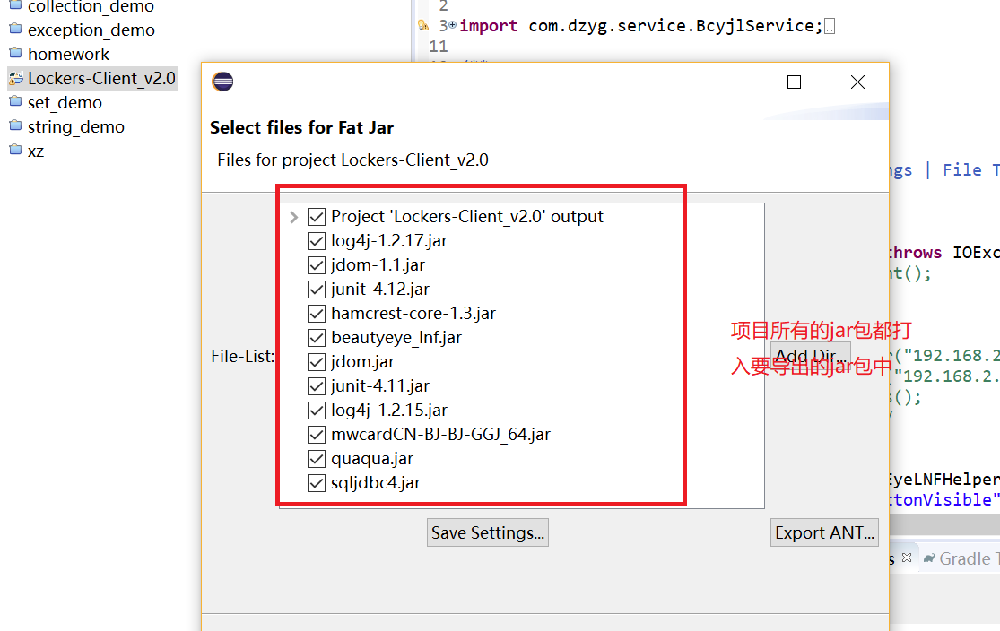 collection_demo
exception_demo
homework
Lockers-Client_v2.0
set_demo
string_demo
xz
2
3 import com.dzyg.service.BcyjlService;
11
Select files for Fat Jar
Files for project Lockers-Client_v2.0
File-List:
Project 'Lockers-Client_v2.0' output
log4j-1.2.17.jar
jdom-1.1.jar
junit-4.12.jar
hamcrest-core-1.3.jar
beautyeye_lnf.jar
jdom.jar
junit-4.11.jar
log4j-1.2.15.jar
mwcardCN-BJ-BJ-GGJ_64.jar
quaqua.jar
sqljdbc4.jar
项目所有的jar包都打
入要导出的jar包中
Add Dir...
Save Settings...
Export ANT...
ngs | File T
throws IOExc
nt();
r("192.168.2
"192.168.2.
s();
EyeLNFHelper
ttonVisible"
s
Gradle T